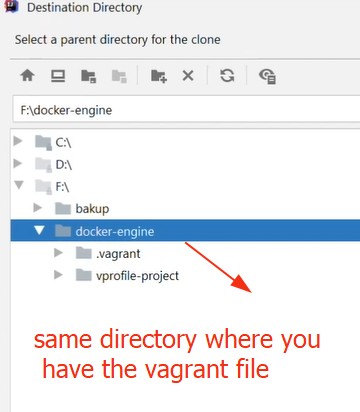 Destination Directory
Select a parent directory for the clone
F:\docker-engine
C:\
D:\
F:\
bakup
docker-engine
.vagrant
vprofile-project
same directory where you
have the vagrant file